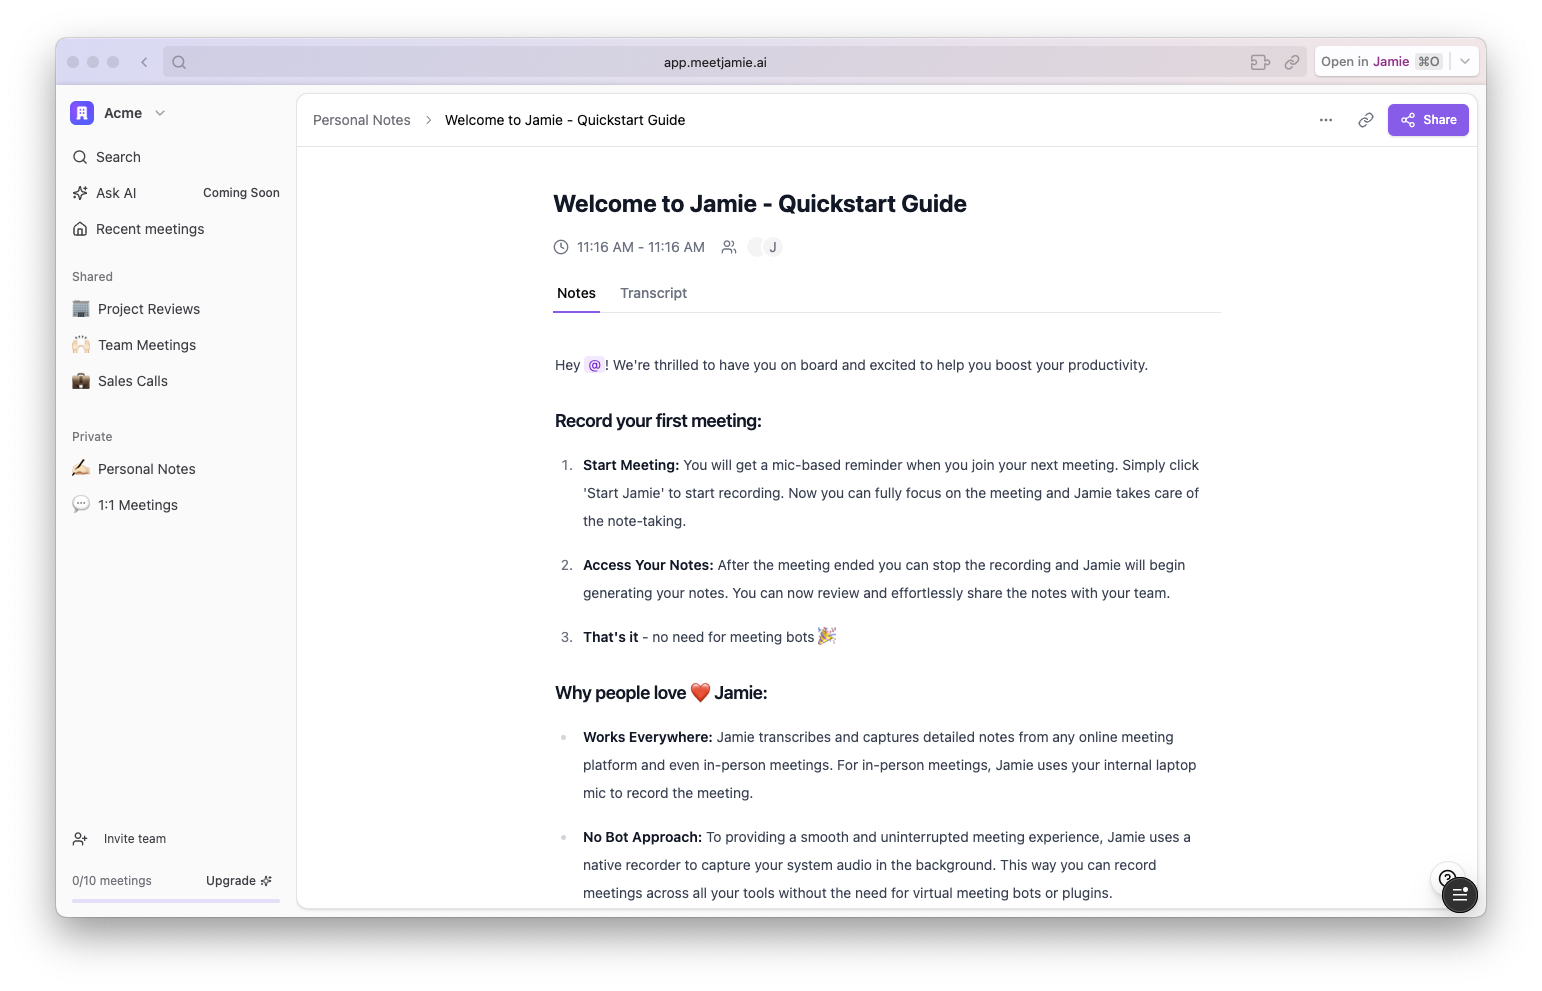 app.meetjamie.ai
Open in Jamie ⌘O
Acme
Search
Ask AI Coming Soon
Recent meetings
Shared
Project Reviews
Team Meetings
Sales Calls
Private
Personal Notes
1:1 Meetings
Invite team
0/10 meetings Upgrade
Personal Notes > Welcome to Jamie - Quickstart Guide
Share
Welcome to Jamie - Quickstart Guide
11:16 AM - 11:16 AM J
Notes Transcript
Hey @! We're thrilled to have you on board and excited to help you boost your productivity.
Record your first meeting:
1. Start Meeting: You will get a mic-based reminder when you join your next meeting. Simply click
'Start Jamie' to start recording. Now you can fully focus on the meeting and Jamie takes care of
the note-taking.
2. Access Your Notes: After the meeting ended you can stop the recording and Jamie will begin
generating your notes. You can now review and effortlessly share the notes with your team.
3. That's it - no need for meeting bots 🎉
Why people love ❤️ Jamie:
Works Everywhere: Jamie transcribes and captures detailed notes from any online meeting
platform and even in-person meetings. For in-person meetings, Jamie uses your internal laptop
mic to record the meeting.
No Bot Approach: To providing a smooth and uninterrupted meeting experience, Jamie uses a
native recorder to capture your system audio in the background. This way you can record
meetings across all your tools without the need for virtual meeting bots or plugins.